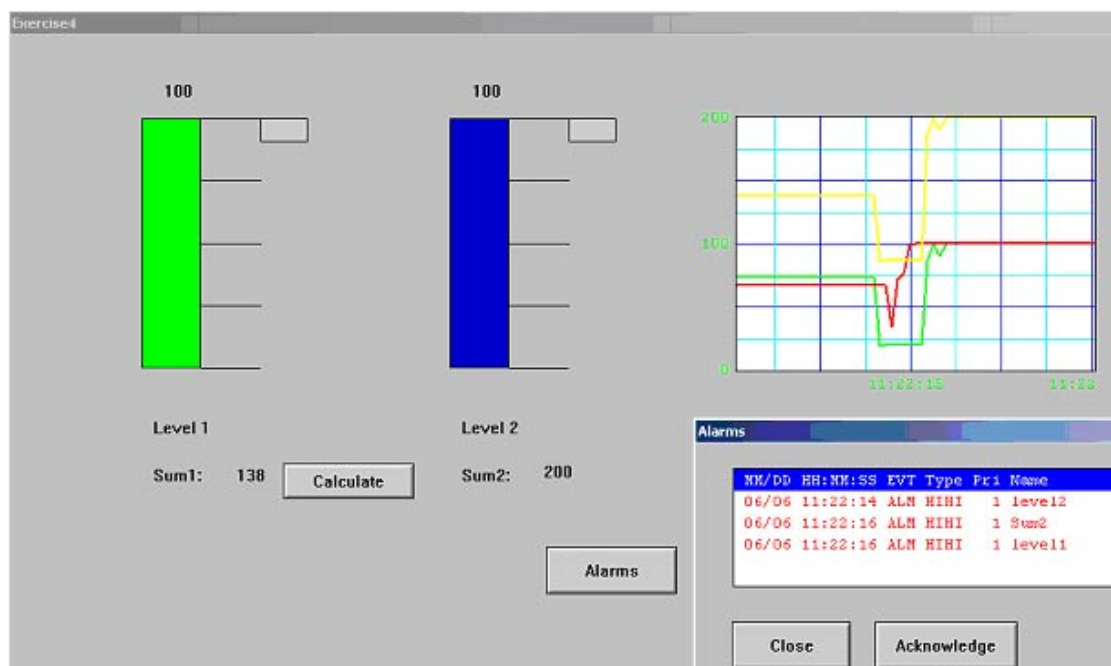 Exercise4
100 100
200
100
0
11:22:15 11:22
Level 1 Level 2
Sum1: 138 Calculate Sum2: 200
Alarms
Alarms
MM/DD HH:MM:SS EVT Type Pri Name
06/06 11:22:14 ALM HIHI 1 level2
06/06 11:22:16 ALM HIHI 1 Sum2
06/06 11:22:16 ALM HIHI 1 level1
Close Acknowledge